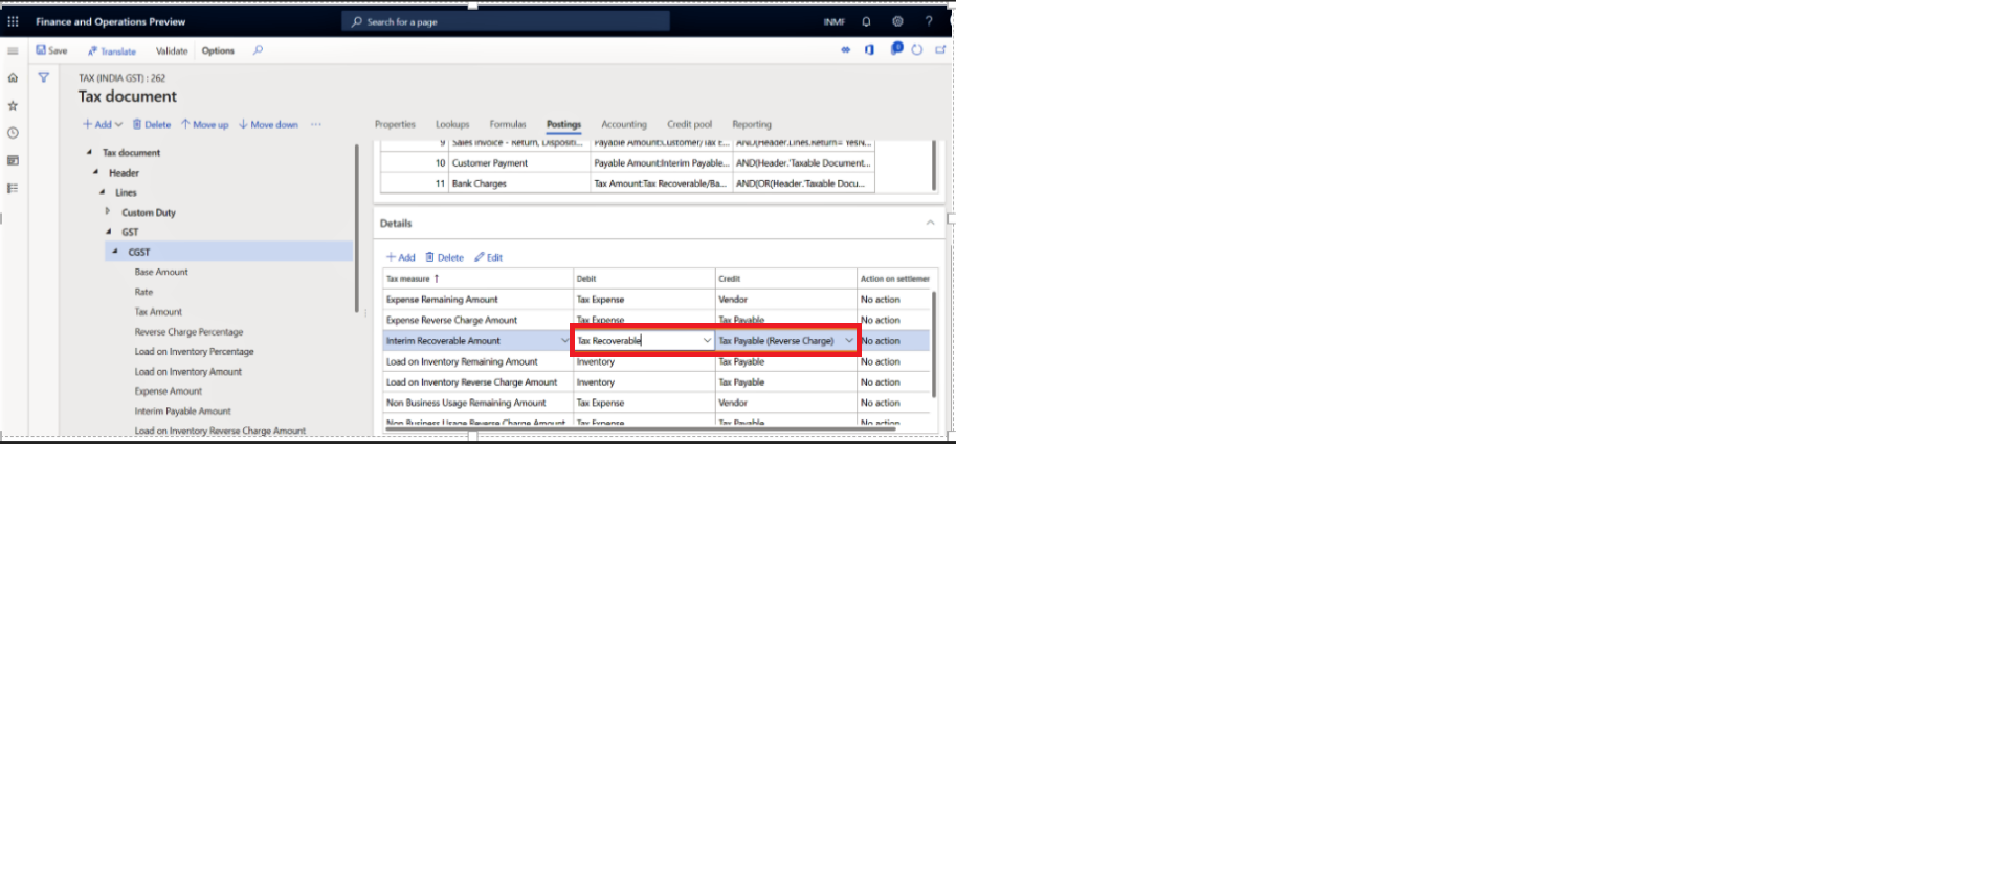 Finance and Operations Preview
Search for a page
INMF
?
Save
Translate
Validate
Options
TAX (INDIA GST) : 262
Tax document
+ Add
Delete
Move up
Move down
...
Properties
Lookups
Formulas
Postings
Accounting
Credit pool
Reporting
Tax document
Header
Lines
Custom Duty
GST
CGST
Base Amount
Rate
Tax Amount
Reverse Charge Percentage
Load on Inventory Percentage
Load on Inventory Amount
Expense Amount
Interim Payable Amount
Load on Inventory Reverse Charge Amount
9 Sales Invoice - Return, Dispositi... Payable Amount:Customer/Tax E... AND(Header.Lines.Return= YesN...
10 Customer Payment Payable Amount:Interim Payable... AND(Header.'Taxable Document...
11 Bank Charges Tax Amount:Tax Recoverable/Ba... AND(OR(Header.'Taxable Docu...
Details
+ Add
Delete
Edit
Tax measure ↑ Debit Credit Action on settlemer
Expense Remaining Amount Tax Expense Vendor No action
Expense Reverse Charge Amount Tax Expense Tax Payable No action
Interim Recoverable Amount Tax Recoverable Tax Payable (Reverse Charge) No action
Load on Inventory Remaining Amount Inventory Tax Payable No action
Load on Inventory Reverse Charge Amount Inventory Tax Payable No action
Non Business Usage Remaining Amount Tax Expense Vendor No action
Non Business Usage Reverse Charge Amount Tax Expense Tax Payable No action